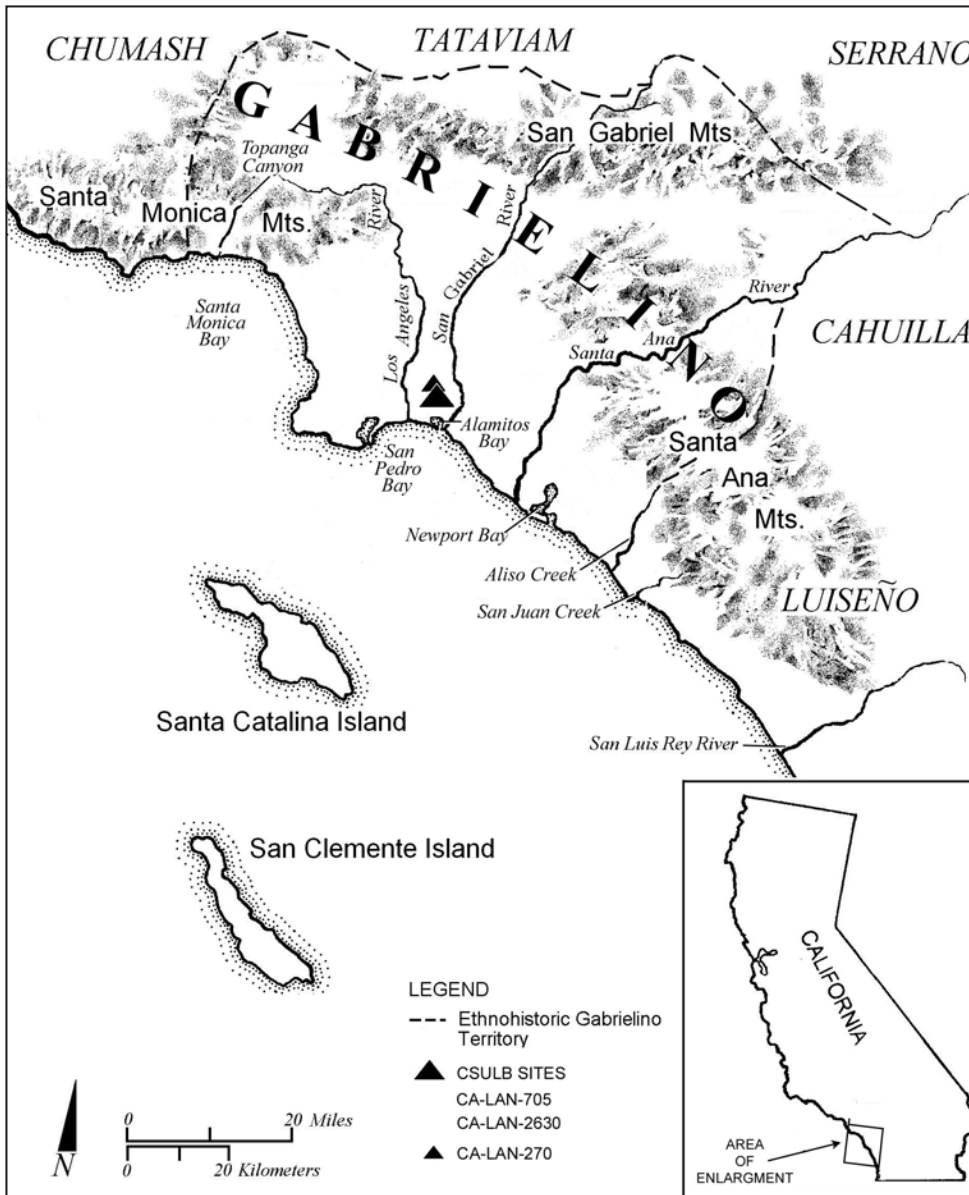 CHUMASH
TATAVIAM
SERRANO
GABRIELINO
San Gabriel Mts.
Topanga
Canyon
Santa
Monica
Mts.
Los Angeles River
San Gabriel River
Santa
Monica
Bay
Santa Ana River
CAHUILLA
Alamitos
Bay
San
Pedro
Bay
Santa
Ana
Mts.
Newport Bay
Aliso Creek
San Juan Creek
LUISEÑO
Santa Catalina Island
San Luis Rey River
San Clemente Island
LEGEND
Ethnohistoric Gabrielino
Territory
CSULB SITES
CA-LAN-705
CA-LAN-2630
CA-LAN-270
N
0 20 Miles
0 20 Kilometers
CALIFORNIA
AREA
OF
ENLARGMENT